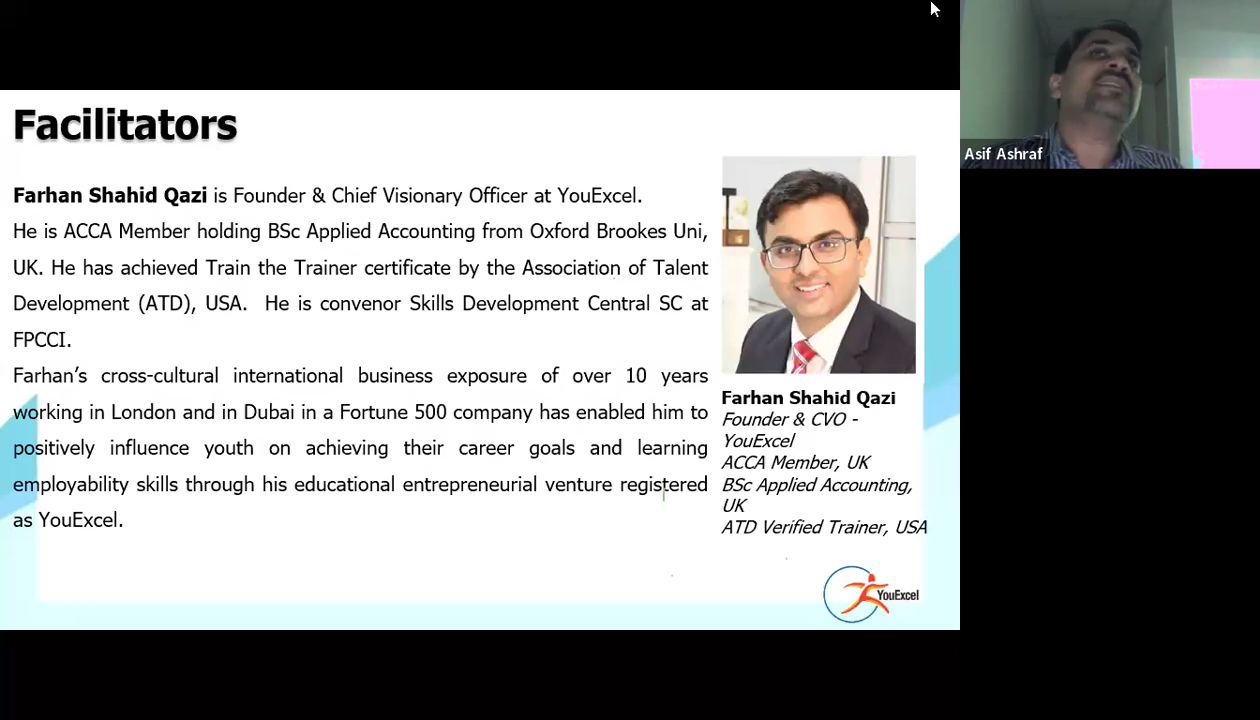 Facilitators
Farhan Shahid Qazi is Founder & Chief Visionary Officer at YouExcel.
He is ACCA Member holding BSc Applied Accounting from Oxford Brookes Uni,
UK. He has achieved Train the Trainer certificate by the Association of Talent
Development (ATD), USA. He is convenor Skills Development Central SC at
FPCCI.
Farhan’s cross-cultural international business exposure of over 10 years
working in London and in Dubai in a Fortune 500 company has enabled him to
positively influence youth on achieving their career goals and learning
employability skills through his educational entrepreneurial venture registered
as YouExcel.
Farhan Shahid Qazi
Founder & CVO -
YouExcel
ACCA Member, UK
BSc Applied Accounting,
UK
ATD Verified Trainer, USA
YouExcel
Asif Ashraf